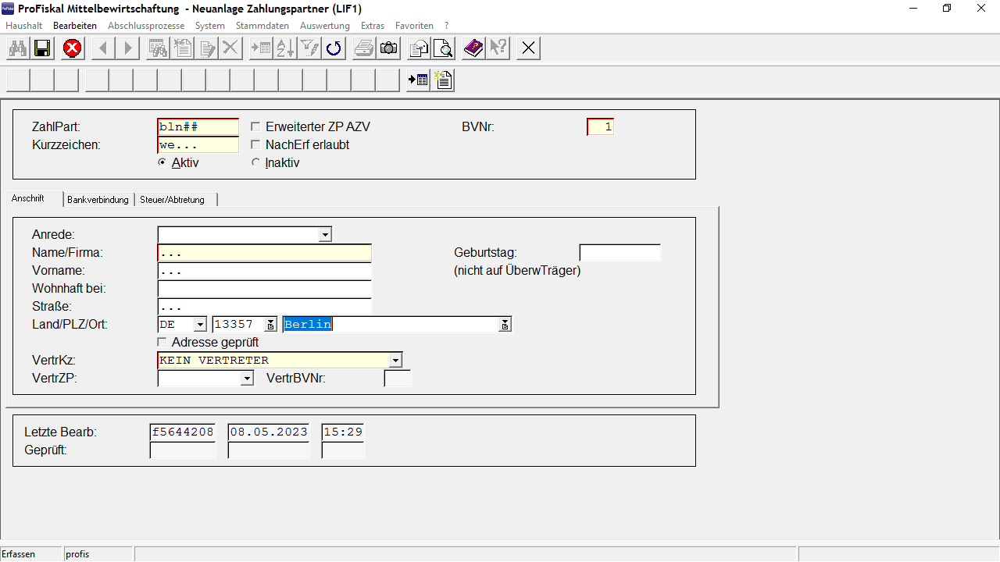 ProFiskal Mittelbewirtschaftung - Neuanlage Zahlungspartner (LIF1)
Haushalt Bearbeiten Abschlussprozesse System Stammdaten Auswertung Extras Favoriten ?
ZahlPart: bln## Erweiterter ZP AZV BVNr: 1
Kurzzeichen: we... NachErf erlaubt
Aktiv Inaktiv
Anschrift Bankverbindung Steuer/Abtretung
Anrede:
Name/Firma: ... Geburtstag:
Vorname: ... (nicht auf ÜberwTräger)
Wohnhaft bei:
Straße: ...
Land/PLZ/Ort: DE 13357 Berlin
Adresse geprüft
VertrKz: KEIN VERTRETER
VertrZP: VertrBVNr:
Letzte Bearb: f5644208 08.05.2023 15:29
Geprüft:
Erfassen profis